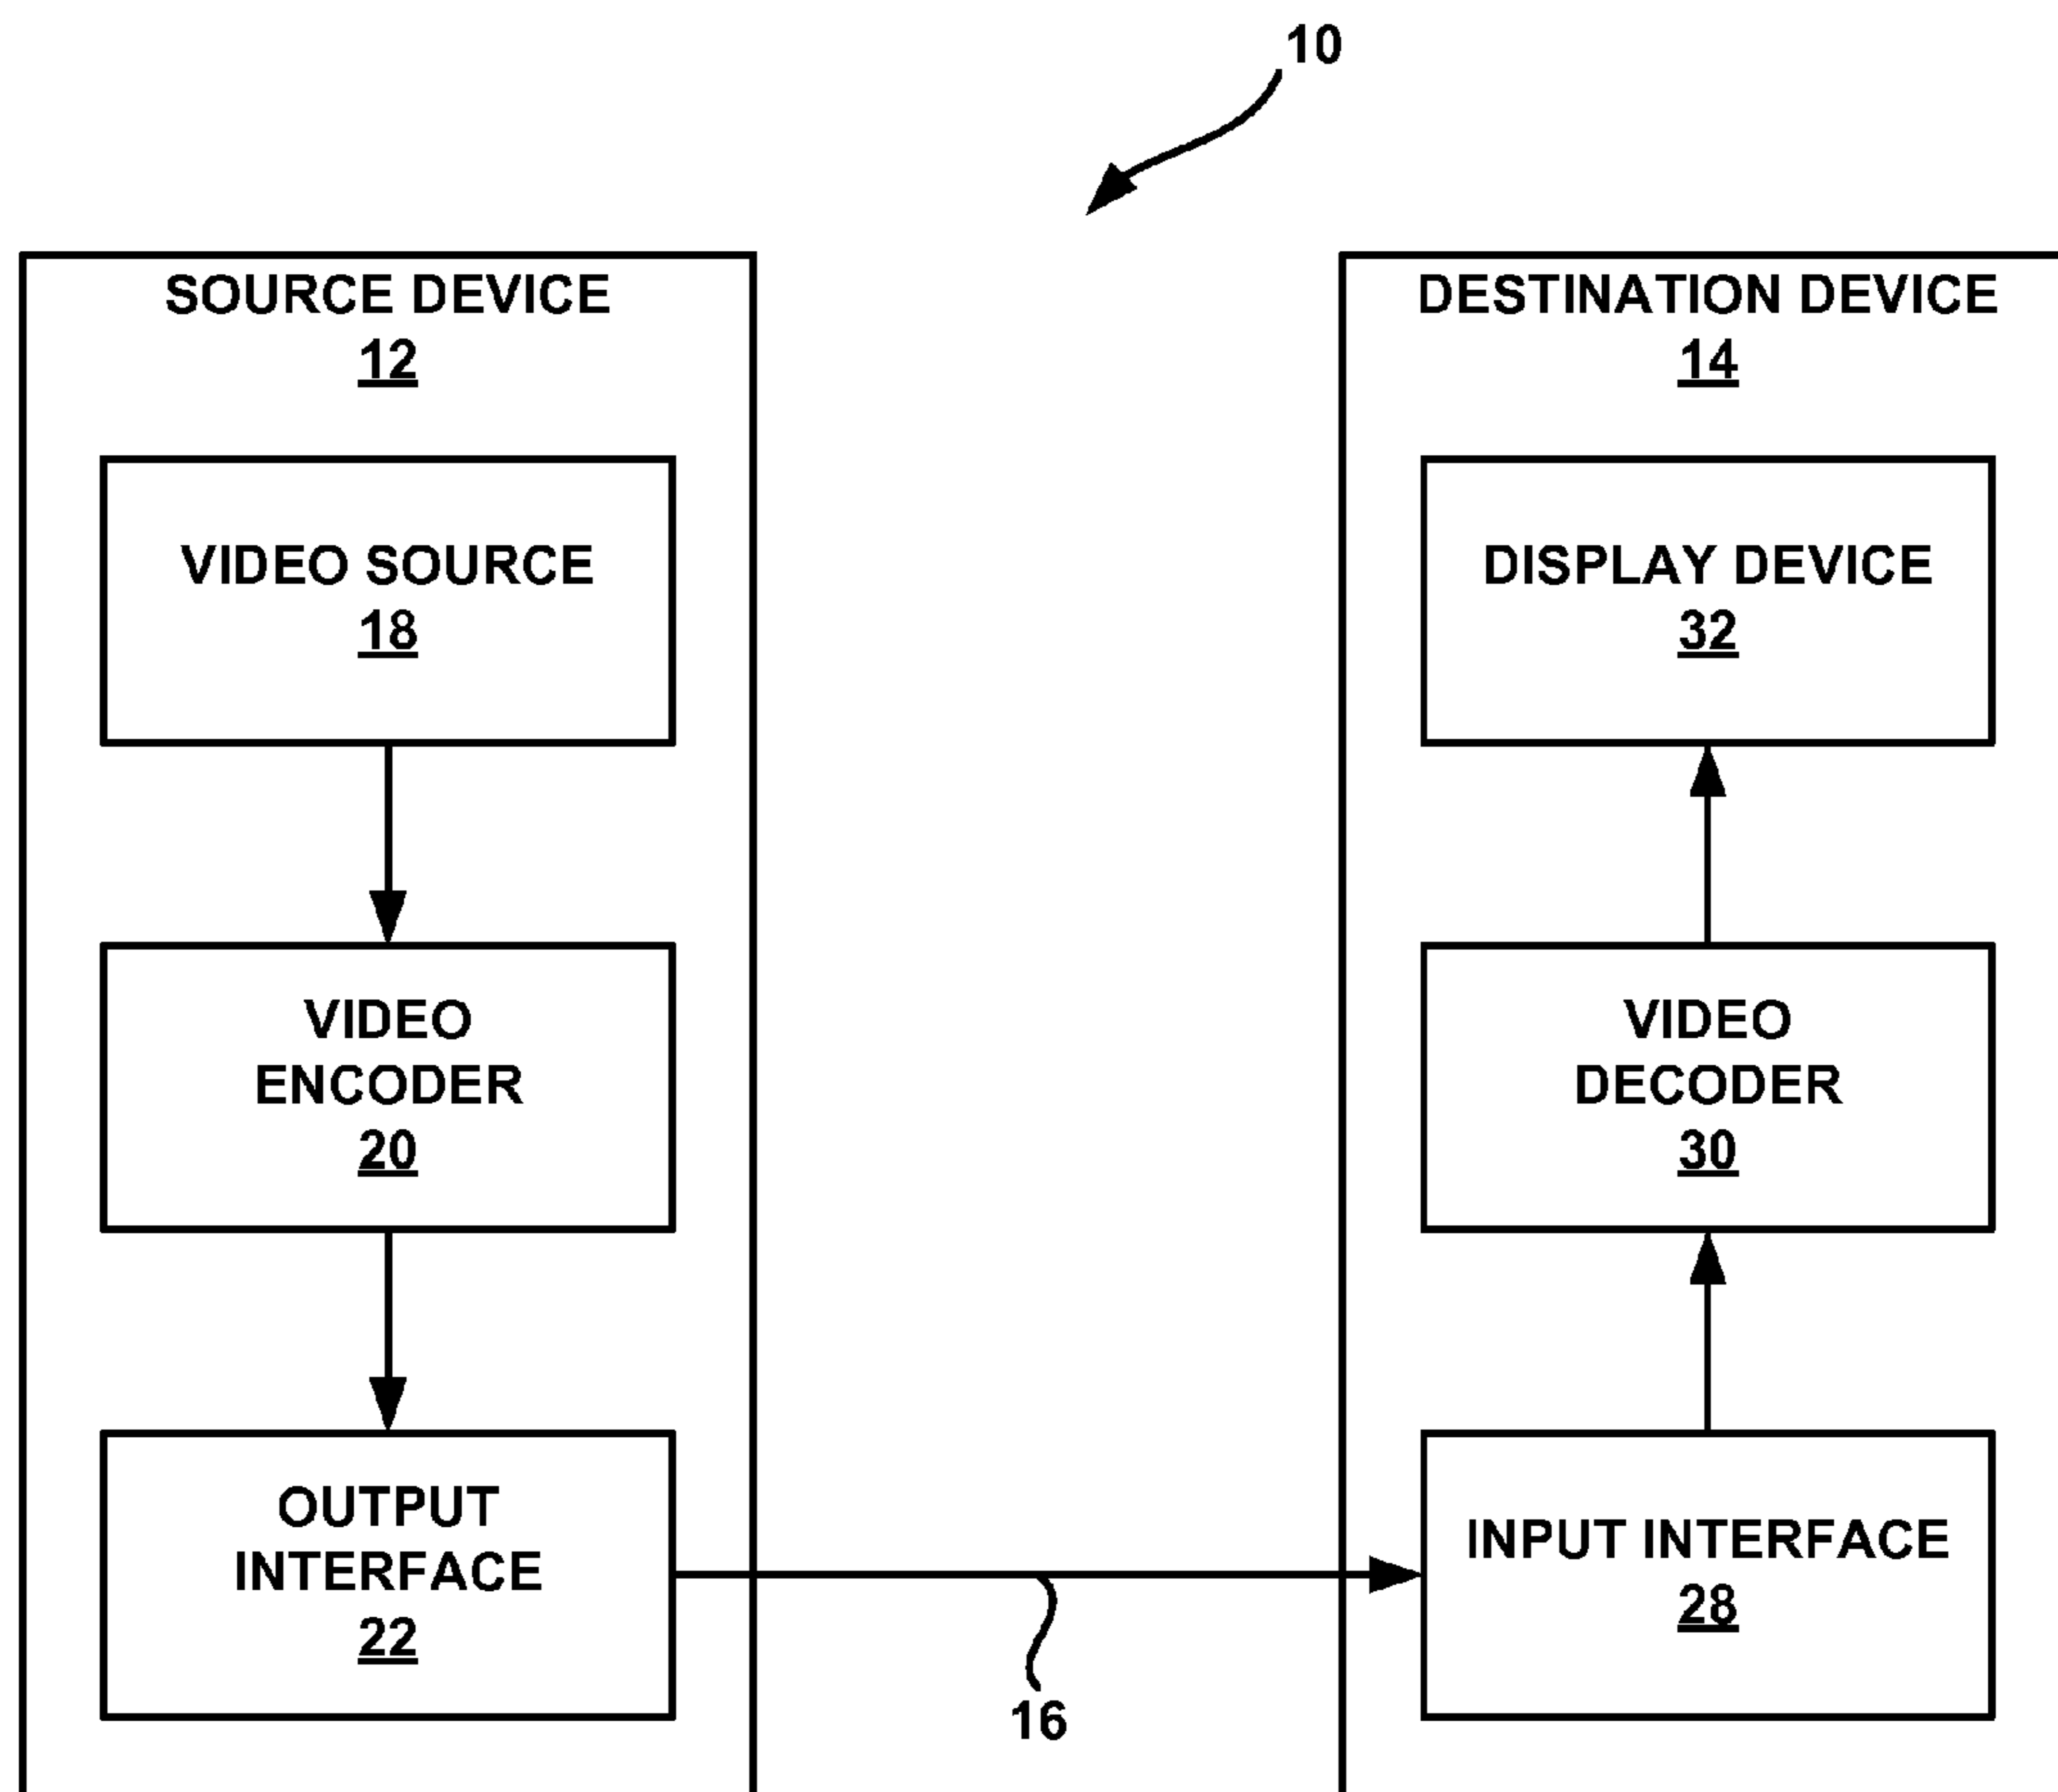 10
SOURCE DEVICE
12
VIDEO SOURCE
18
VIDEO
ENCODER
20
OUTPUT
INTERFACE
22
16
DESTINATION DEVICE
14
DISPLAY DEVICE
32
VIDEO
DECODER
30
INPUT INTERFACE
28